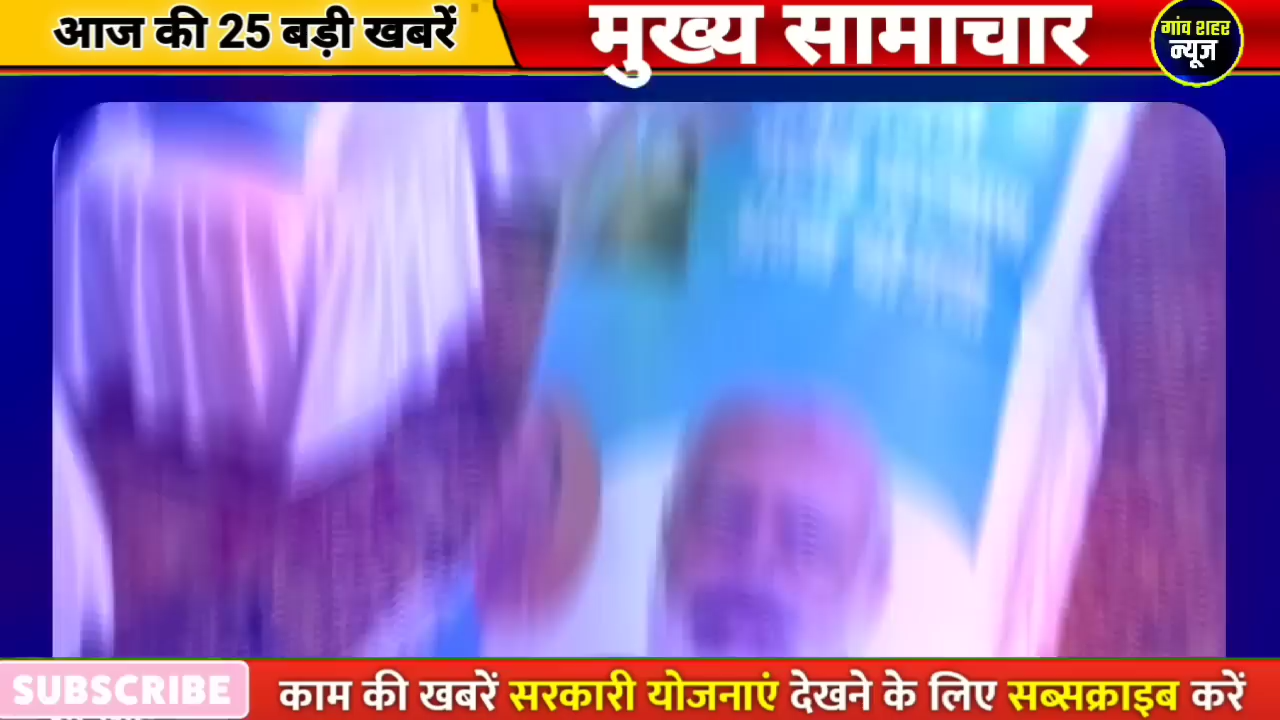 आज की 25 बड़ी खबरें
मुख्य सामाचार
गांव शहर
न्यूज
SUBSCRIBE
काम की खबरें सरकारी योजनाएं देखने के लिए सब्सक्राइब करें